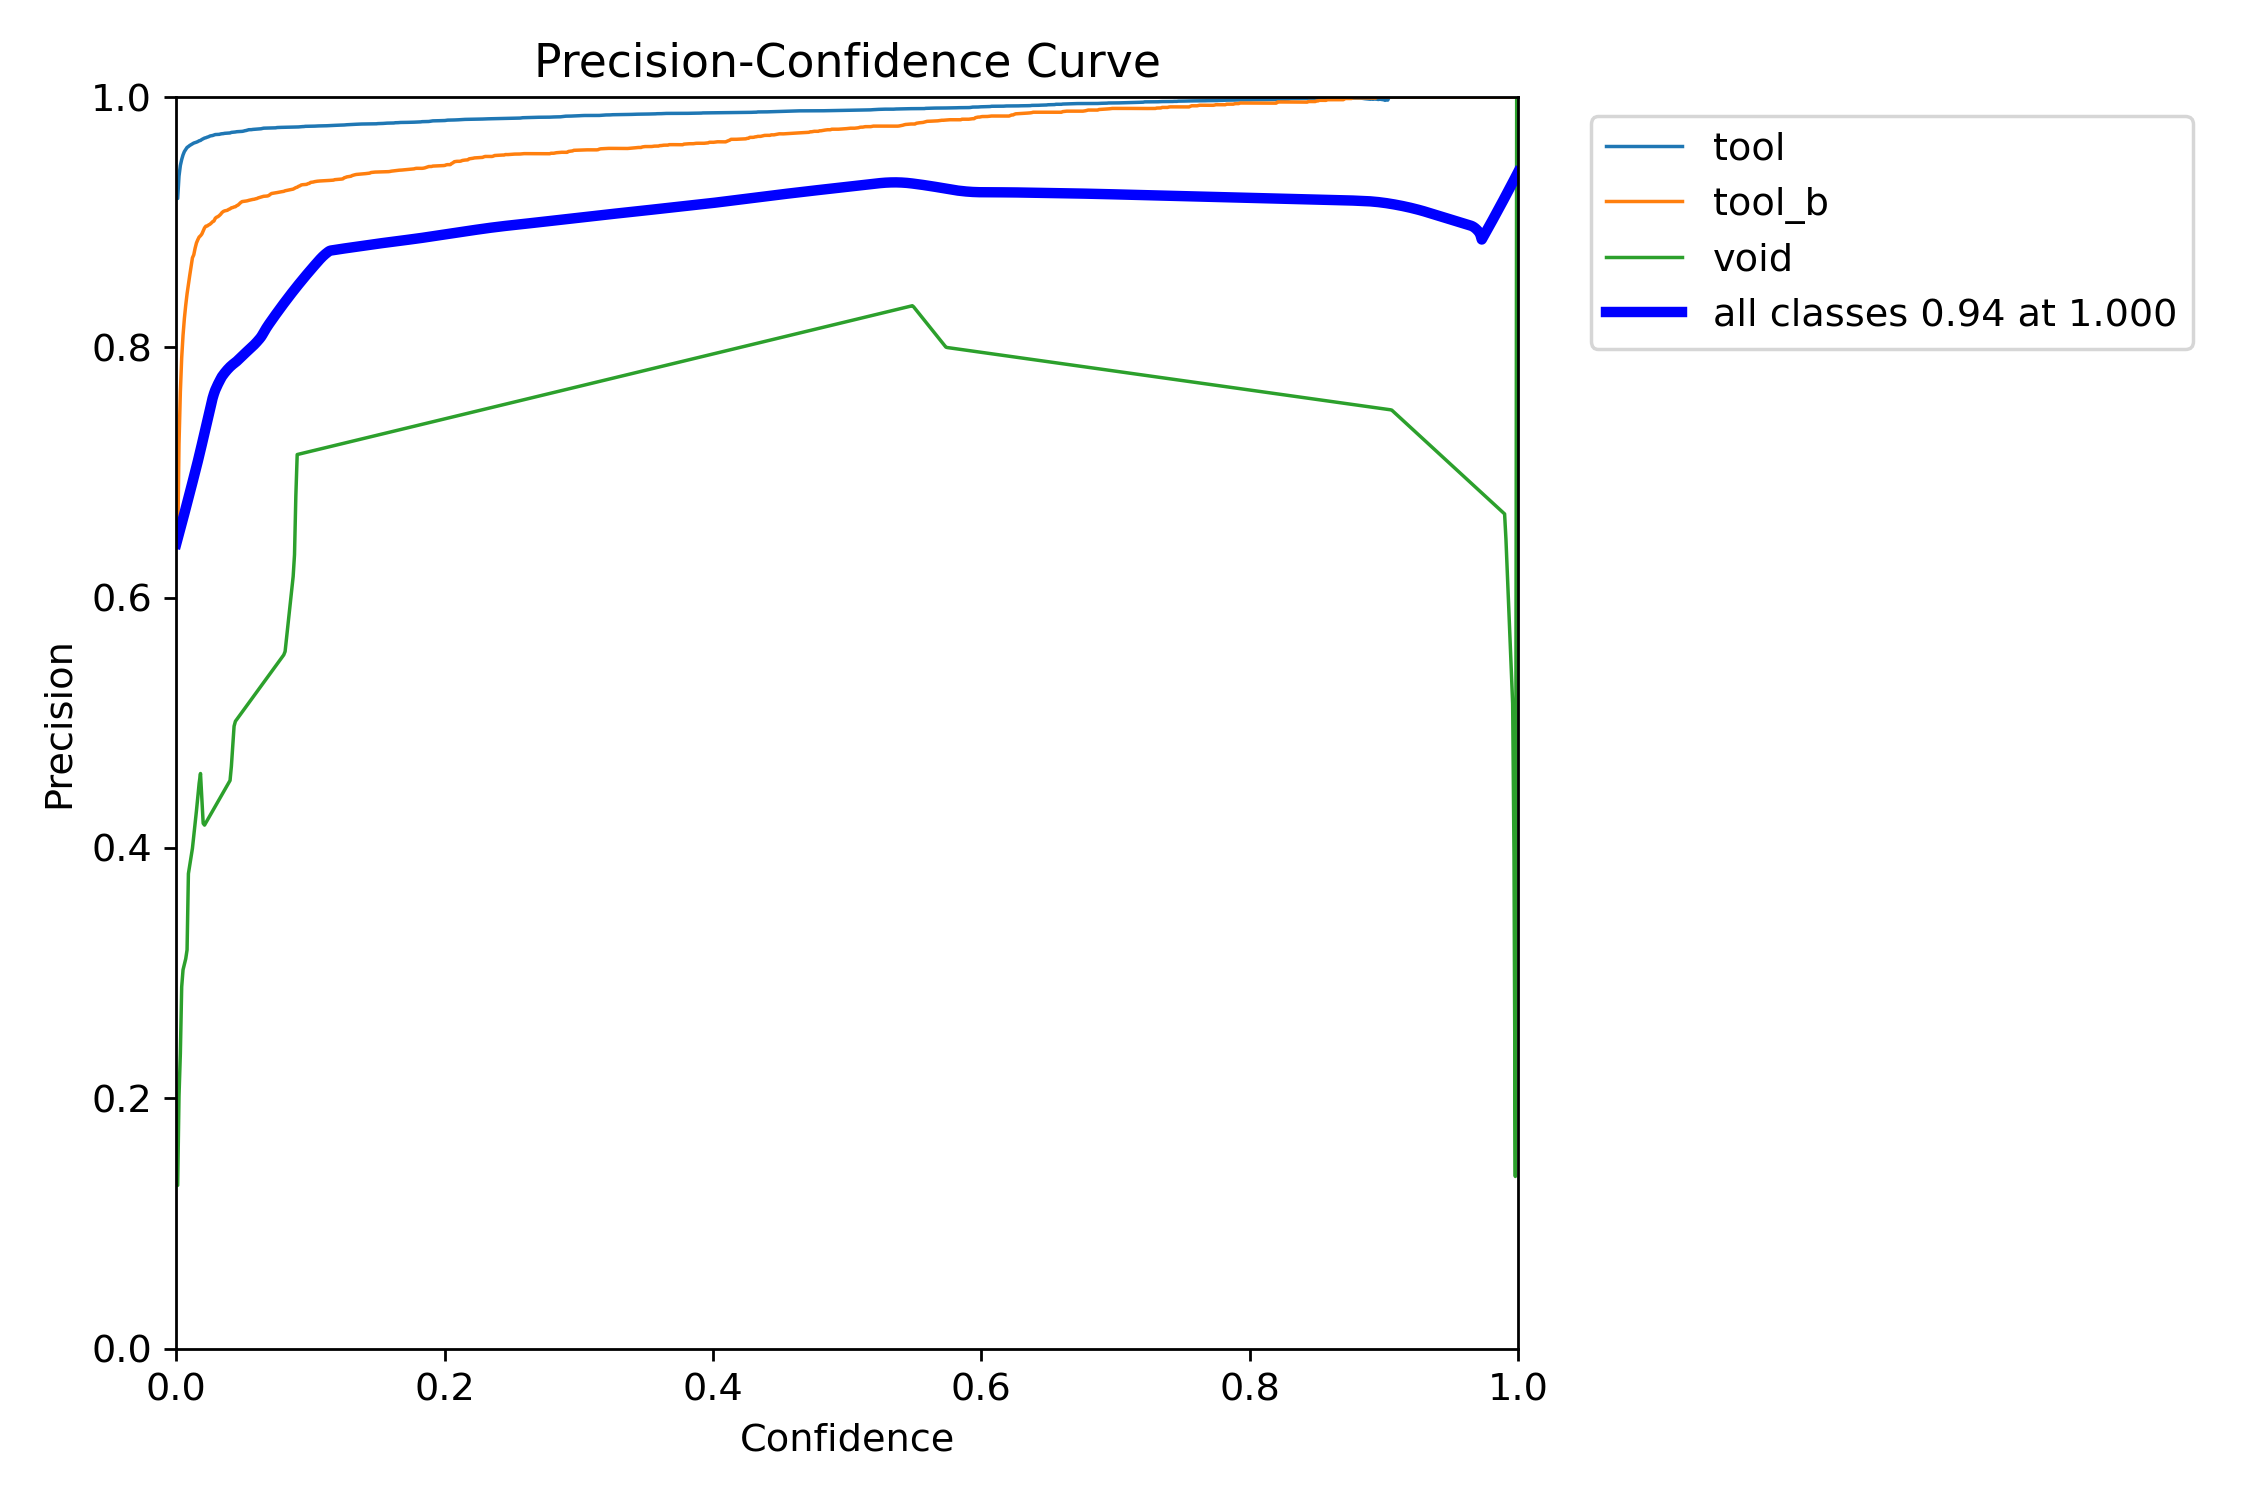 Precision-Confidence Curve
1.0
0.8
0.6
0.4
0.2
0.0
Precision
0.0 0.2 0.4 0.6 0.8 1.0
Confidence
tool
tool_b
void
all classes 0.94 at 1.000